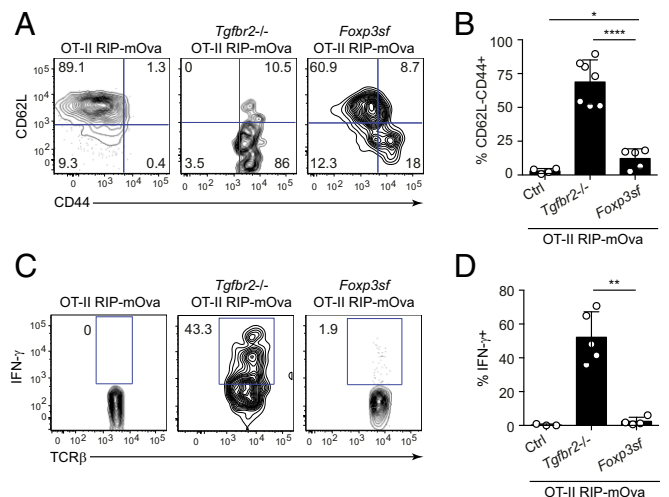 A
OT-II RIP-mOva
Tgfbr2-/-
OT-II RIP-mOva
Foxp3sf
OT-II RIP-mOva
CD62L
10⁵
10⁴
10³
10²
0
89.1 1.3
9.3 0.4
0 10.5
3.5 86
60.9 8.7
12.3 18
0 10² 10³ 10⁴ 10⁵
0 10² 10³ 10⁴ 10⁵
0 10² 10³ 10⁴ 10⁵
CD44
B
*
****
% CD62L-CD44+
100
75
50
25
0
Ctrl
Tgfbr2-/-
Foxp3sf
OT-II RIP-mOva
C
OT-II RIP-mOva
Tgfbr2-/-
OT-II RIP-mOva
Foxp3sf
OT-II RIP-mOva
IFN-γ
10⁵
10⁴
10³
10²
0
0
43.3
1.9
0 10² 10³ 10⁴ 10⁵
0 10² 10³ 10⁴ 10⁵
0 10² 10³ 10⁴ 10⁵
TCRβ
D
**
% IFN-γ+
80
60
40
20
0
Ctrl
Tgfbr2-/-
Foxp3sf
OT-II RIP-mOva